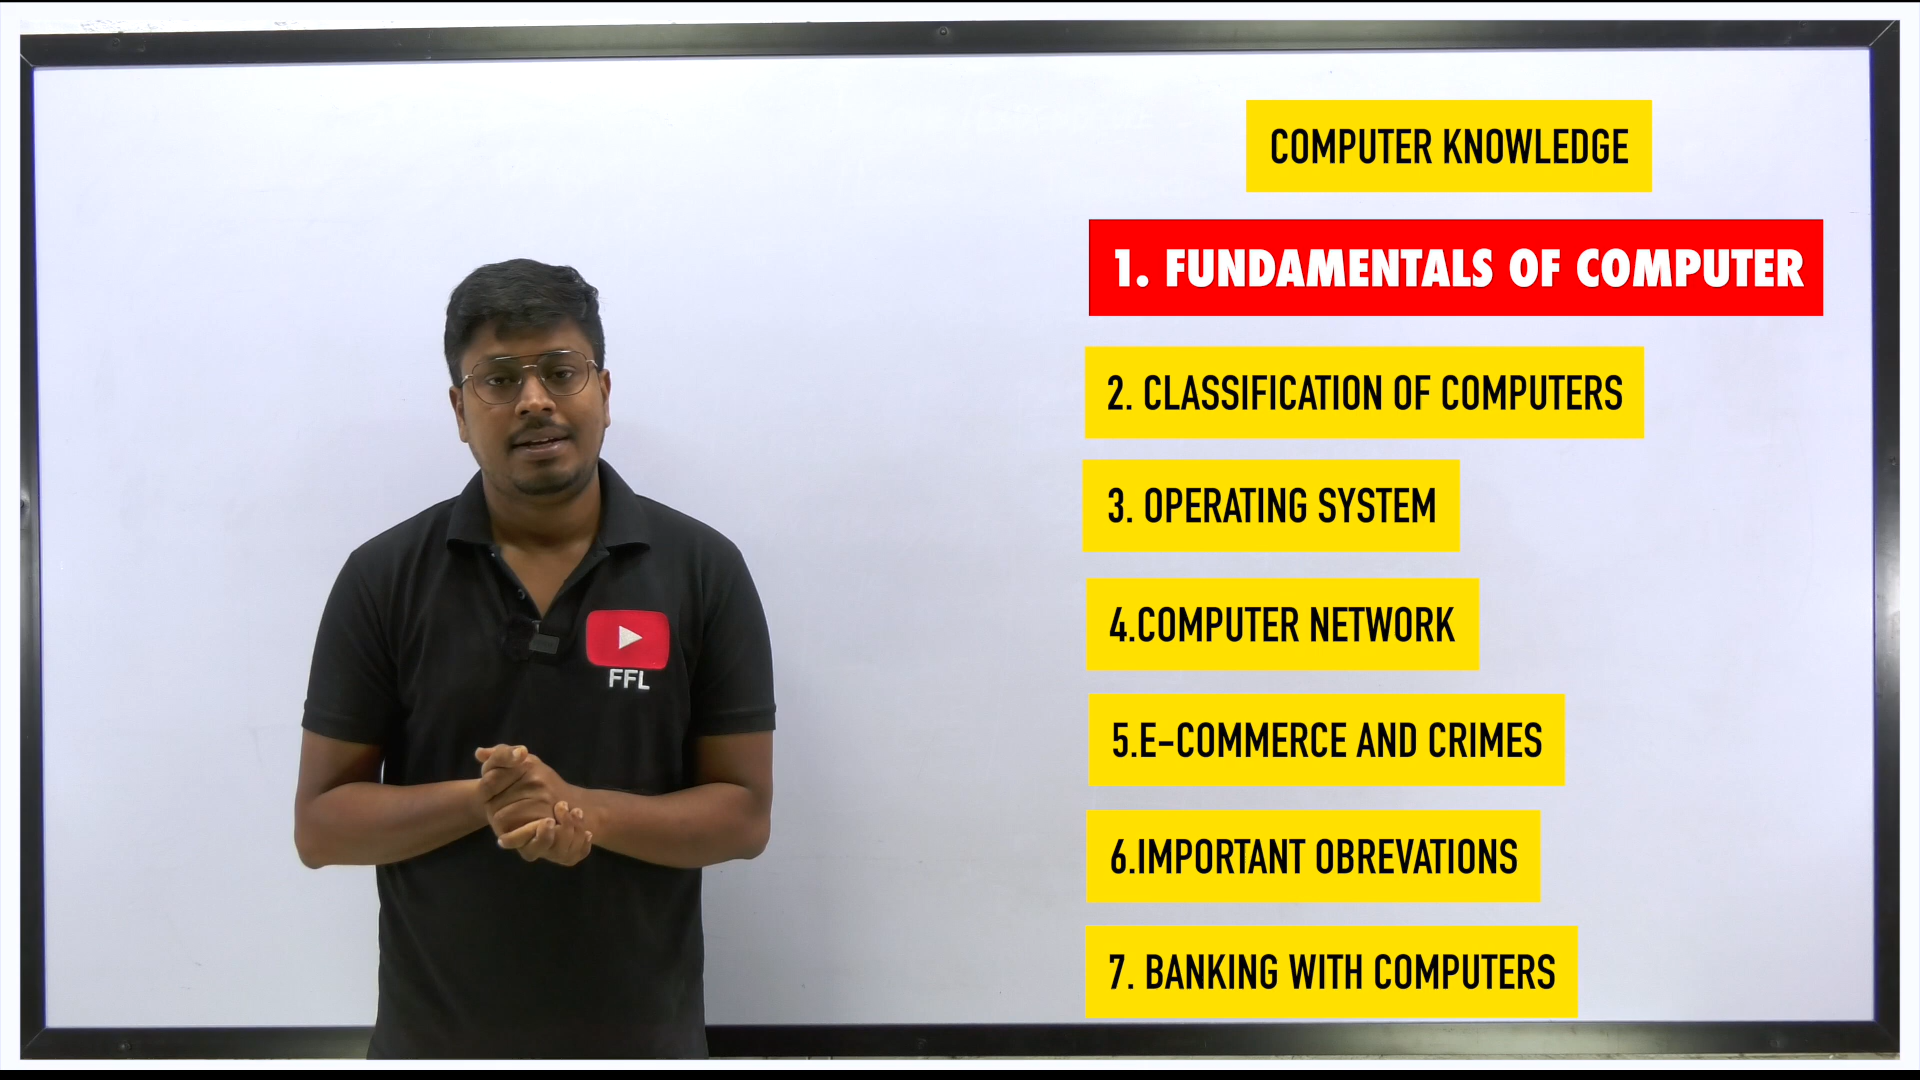 COMPUTER KNOWLEDGE
1. FUNDAMENTALS OF COMPUTER
2. CLASSIFICATION OF COMPUTERS
3. OPERATING SYSTEM
4.COMPUTER NETWORK
5.E-COMMERCE AND CRIMES
6.IMPORTANT OBREVATIONS
7. BANKING WITH COMPUTERS
FFL